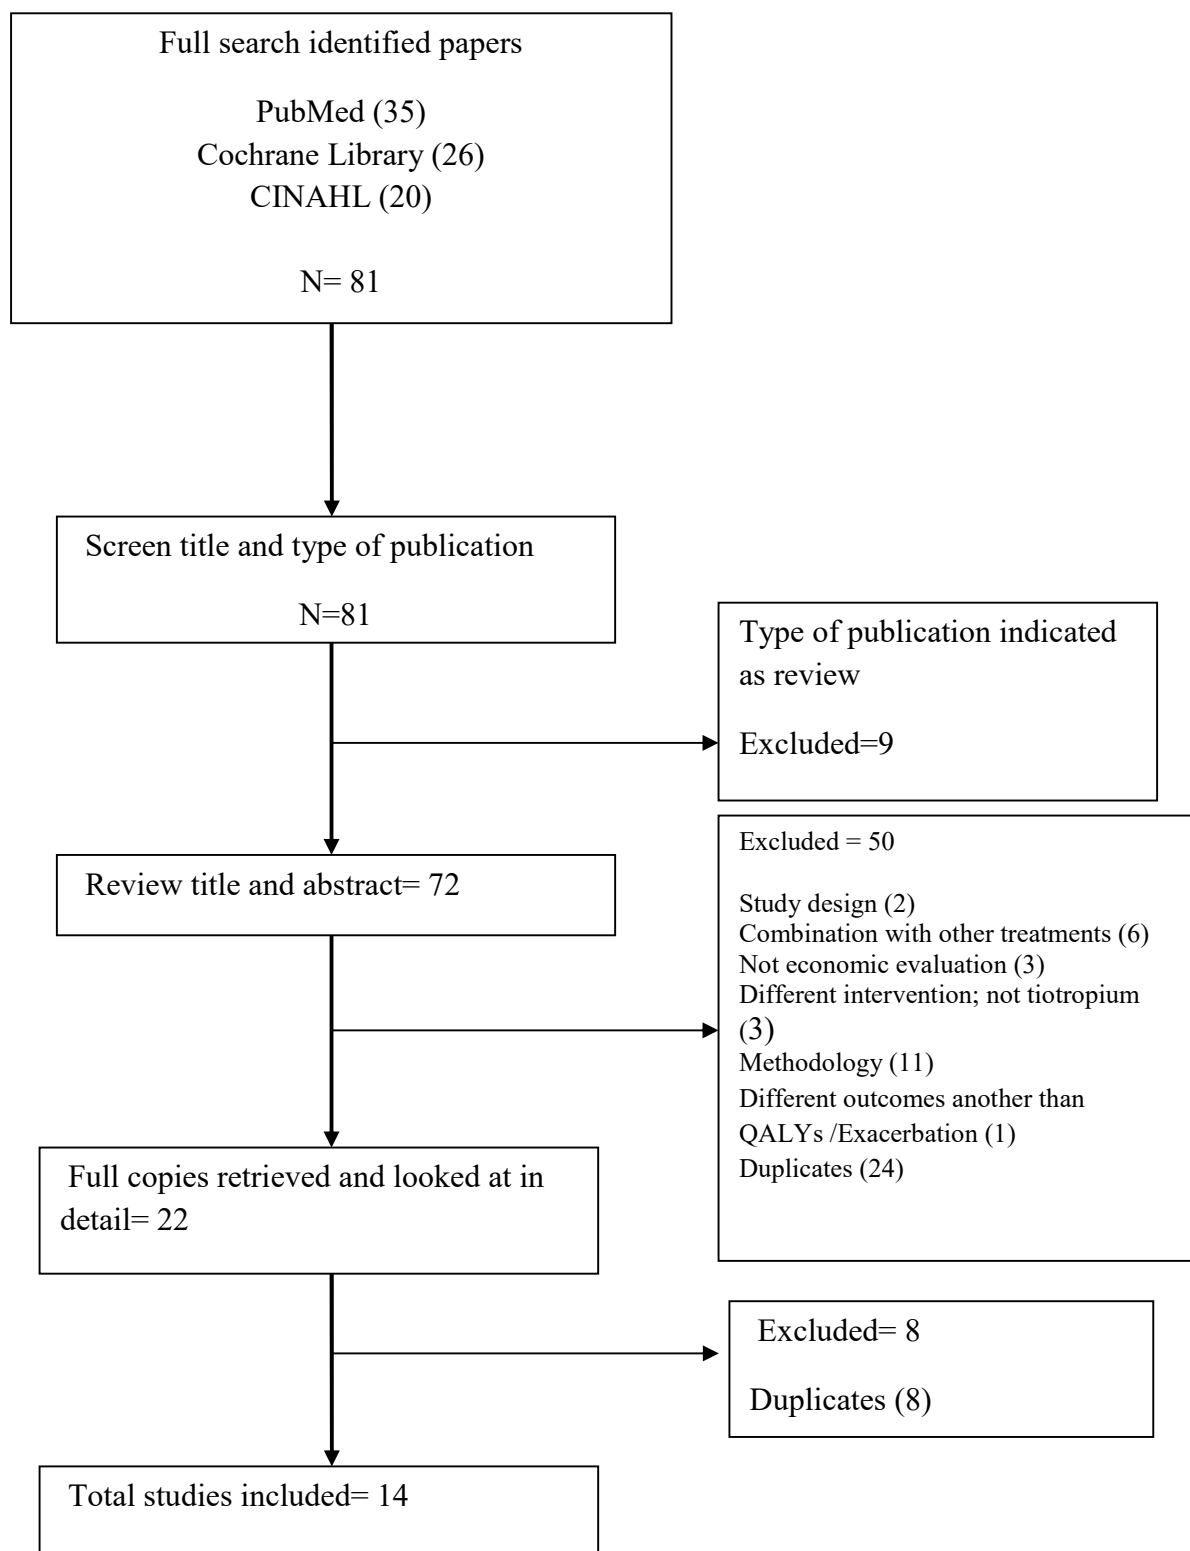 Full search identified papers
PubMed (35)
Cochrane Library (26)
CINAHL (20)
N= 81
Screen title and type of publication
N=81
Type of publication indicated
as review
Excluded=9
Review title and abstract= 72
Excluded = 50
Study design (2)
Combination with other treatments (6)
Not economic evaluation (3)
Different intervention; not tiotropium
(3)
Methodology (11)
Different outcomes another than
QALYs /Exacerbation (1)
Duplicates (24)
Full copies retrieved and looked at in
detail= 22
Excluded= 8
Duplicates (8)
Total studies included= 14